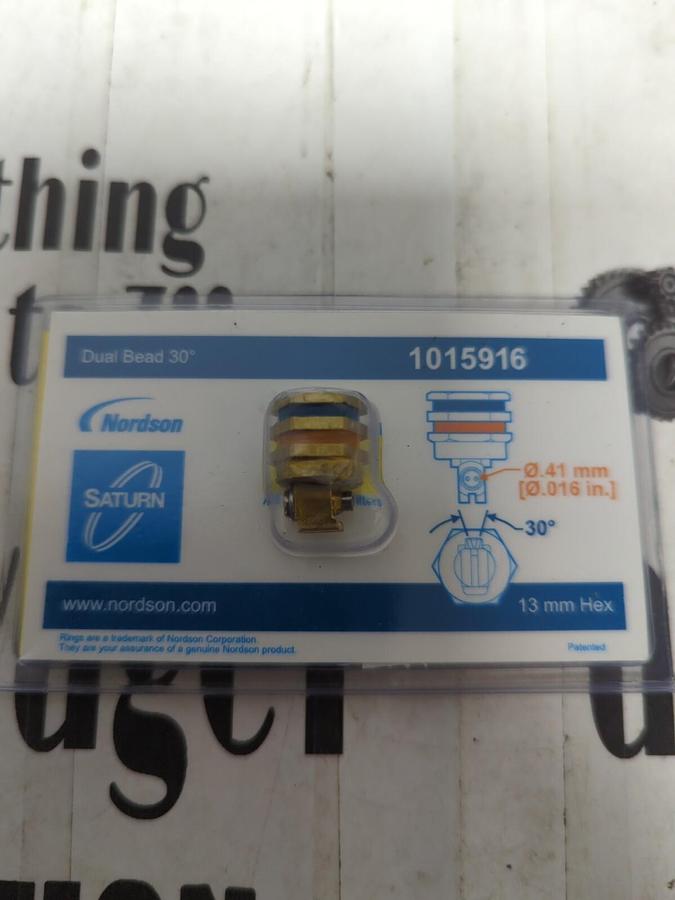 thing
Dual Bead 30°
1015916
Nordson
SATURN
Ø.41 mm
[Ø.016 in.]
30°
www.nordson.com
13 mm Hex
Rings are a trademark of Nordson Corporation.
They are your assurance of a genuine Nordson product.
Patented